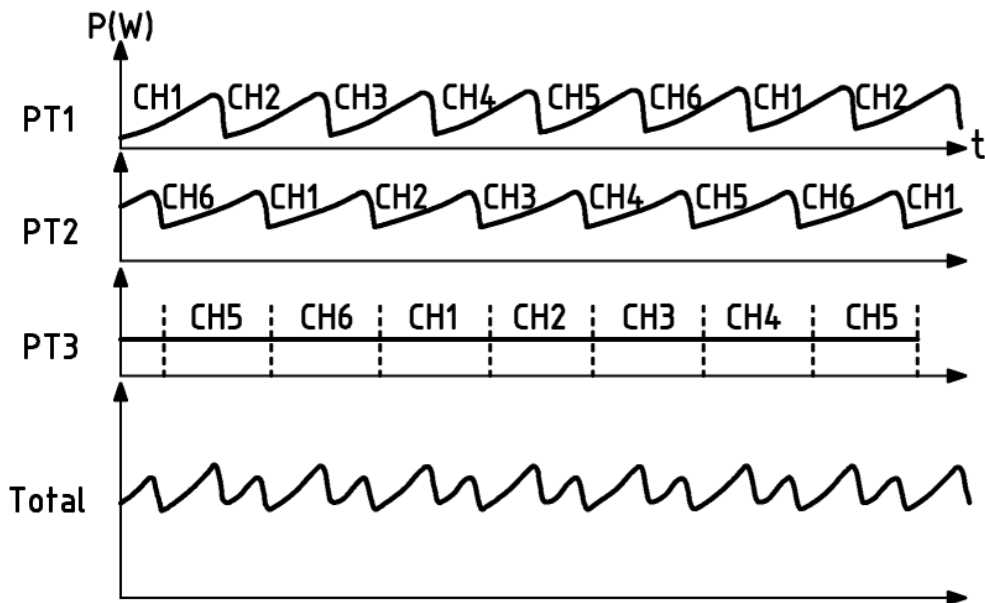 P(W)
PT1 CH1 CH2 CH3 CH4 CH5 CH6 CH1 CH2
t
PT2 CH6 CH1 CH2 CH3 CH4 CH5 CH6 CH1
PT3 CH5 CH6 CH1 CH2 CH3 CH4 CH5
Total